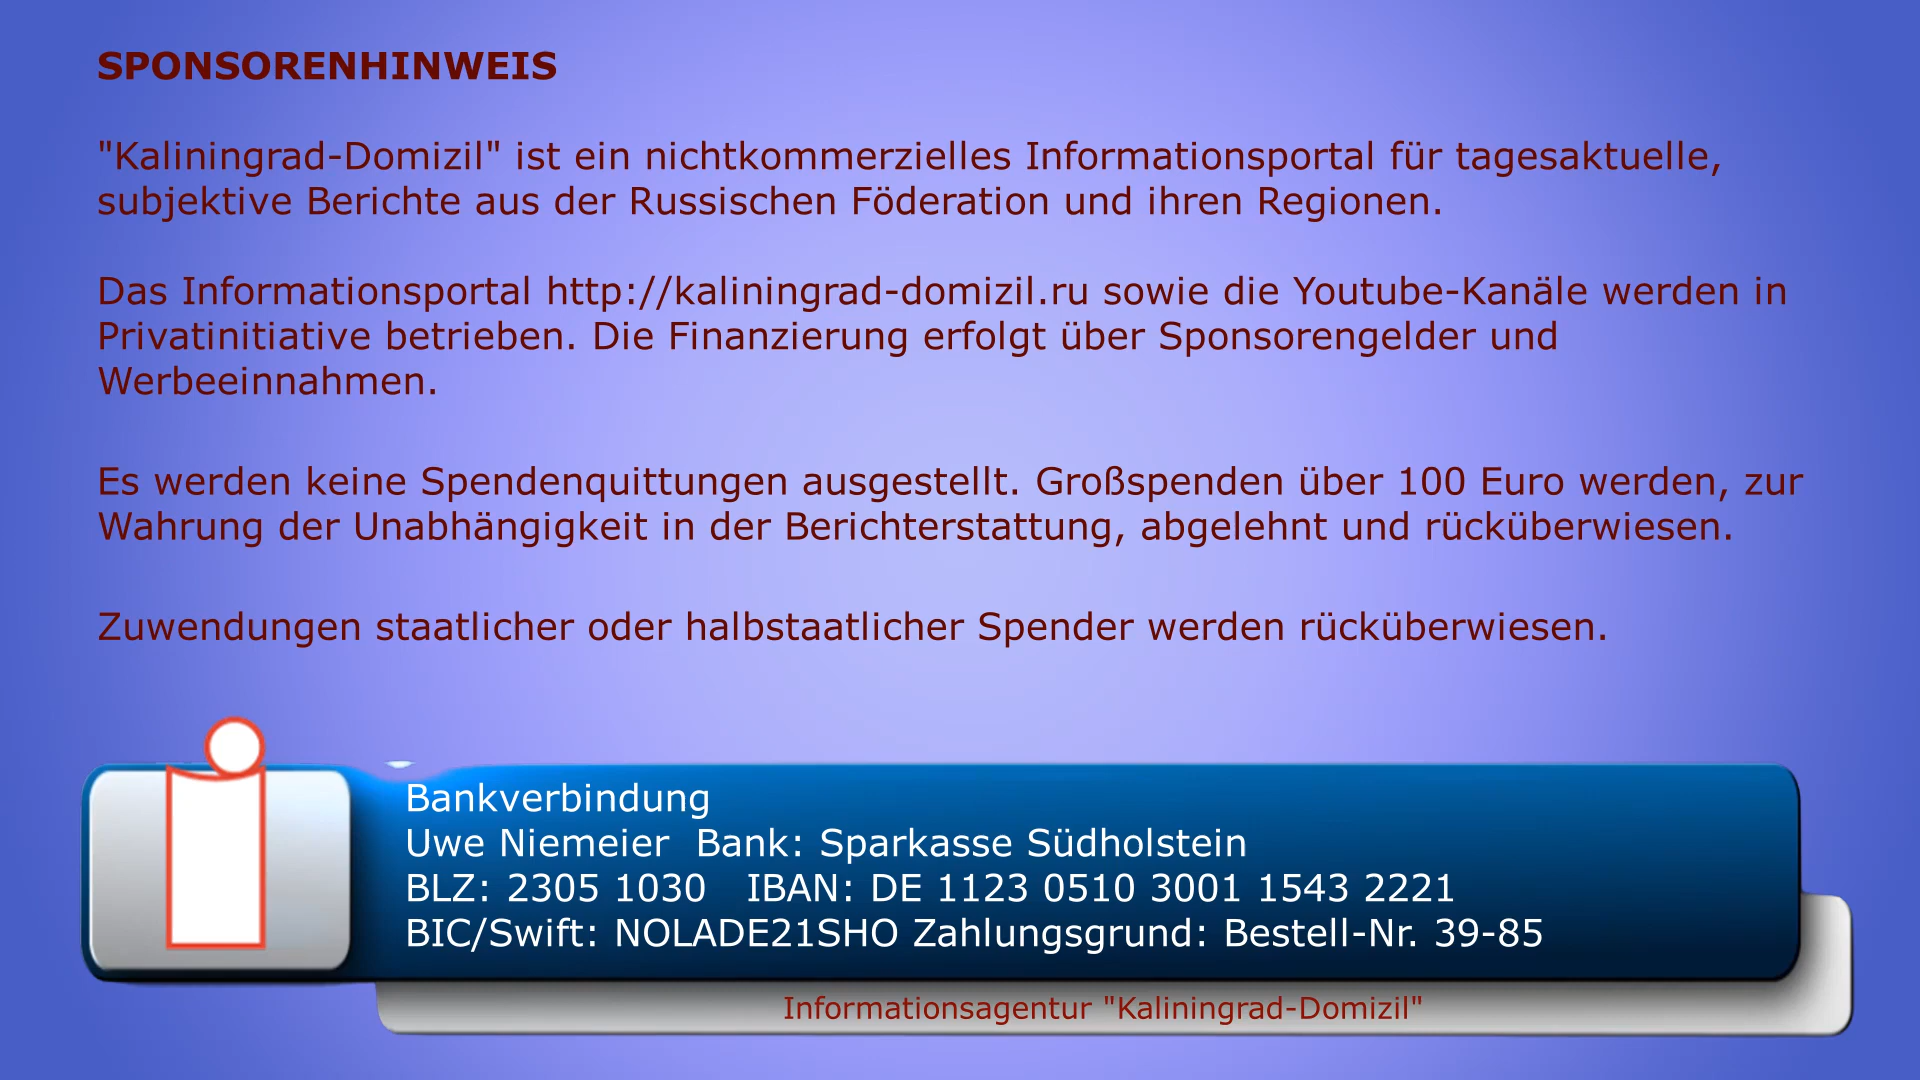 SPONSORENHINWEIS
"Kaliningrad-Domizil" ist ein nichtkommerzielles Informationsportal für tagesaktuelle,
subjektive Berichte aus der Russischen Föderation und ihren Regionen.
Das Informationsportal http://kaliningrad-domizil.ru sowie die Youtube-Kanäle werden in
Privatinitiative betrieben. Die Finanzierung erfolgt über Sponsorengelder und
Werbeeinnahmen.
Es werden keine Spendenquittungen ausgestellt. Großspenden über 100 Euro werden, zur
Wahrung der Unabhängigkeit in der Berichterstattung, abgelehnt und rücküberwiesen.
Zuwendungen staatlicher oder halbstaatlicher Spender werden rücküberwiesen.
Bankverbindung
Uwe Niemeier  Bank: Sparkasse Südholstein
BLZ: 2305 1030   IBAN: DE 1123 0510 3001 1543 2221
BIC/Swift: NOLADE21SHO Zahlungsgrund: Bestell-Nr. 39-85
Informationsagentur "Kaliningrad-Domizil"